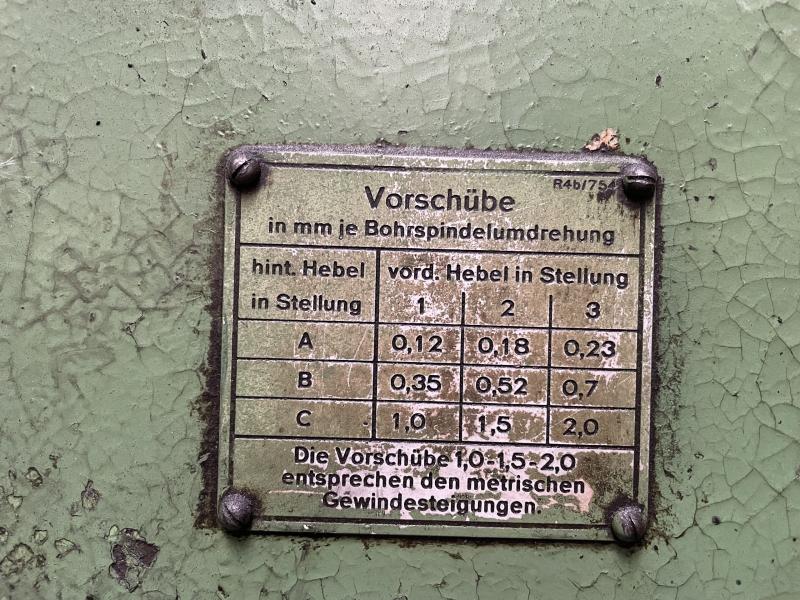 R4b/754
Vorschübe
in mm je Bohrspindelumdrehung
hint. Hebel vord. Hebel in Stellung
in Stellung 1 2 3
A 0,12 0,18 0,23
B 0,35 0,52 0,7
C 1,0 1,5 2,0
Die Vorschübe 1,0-1,5-2,0
entsprechen den metrischen
Gewindesteigungen.